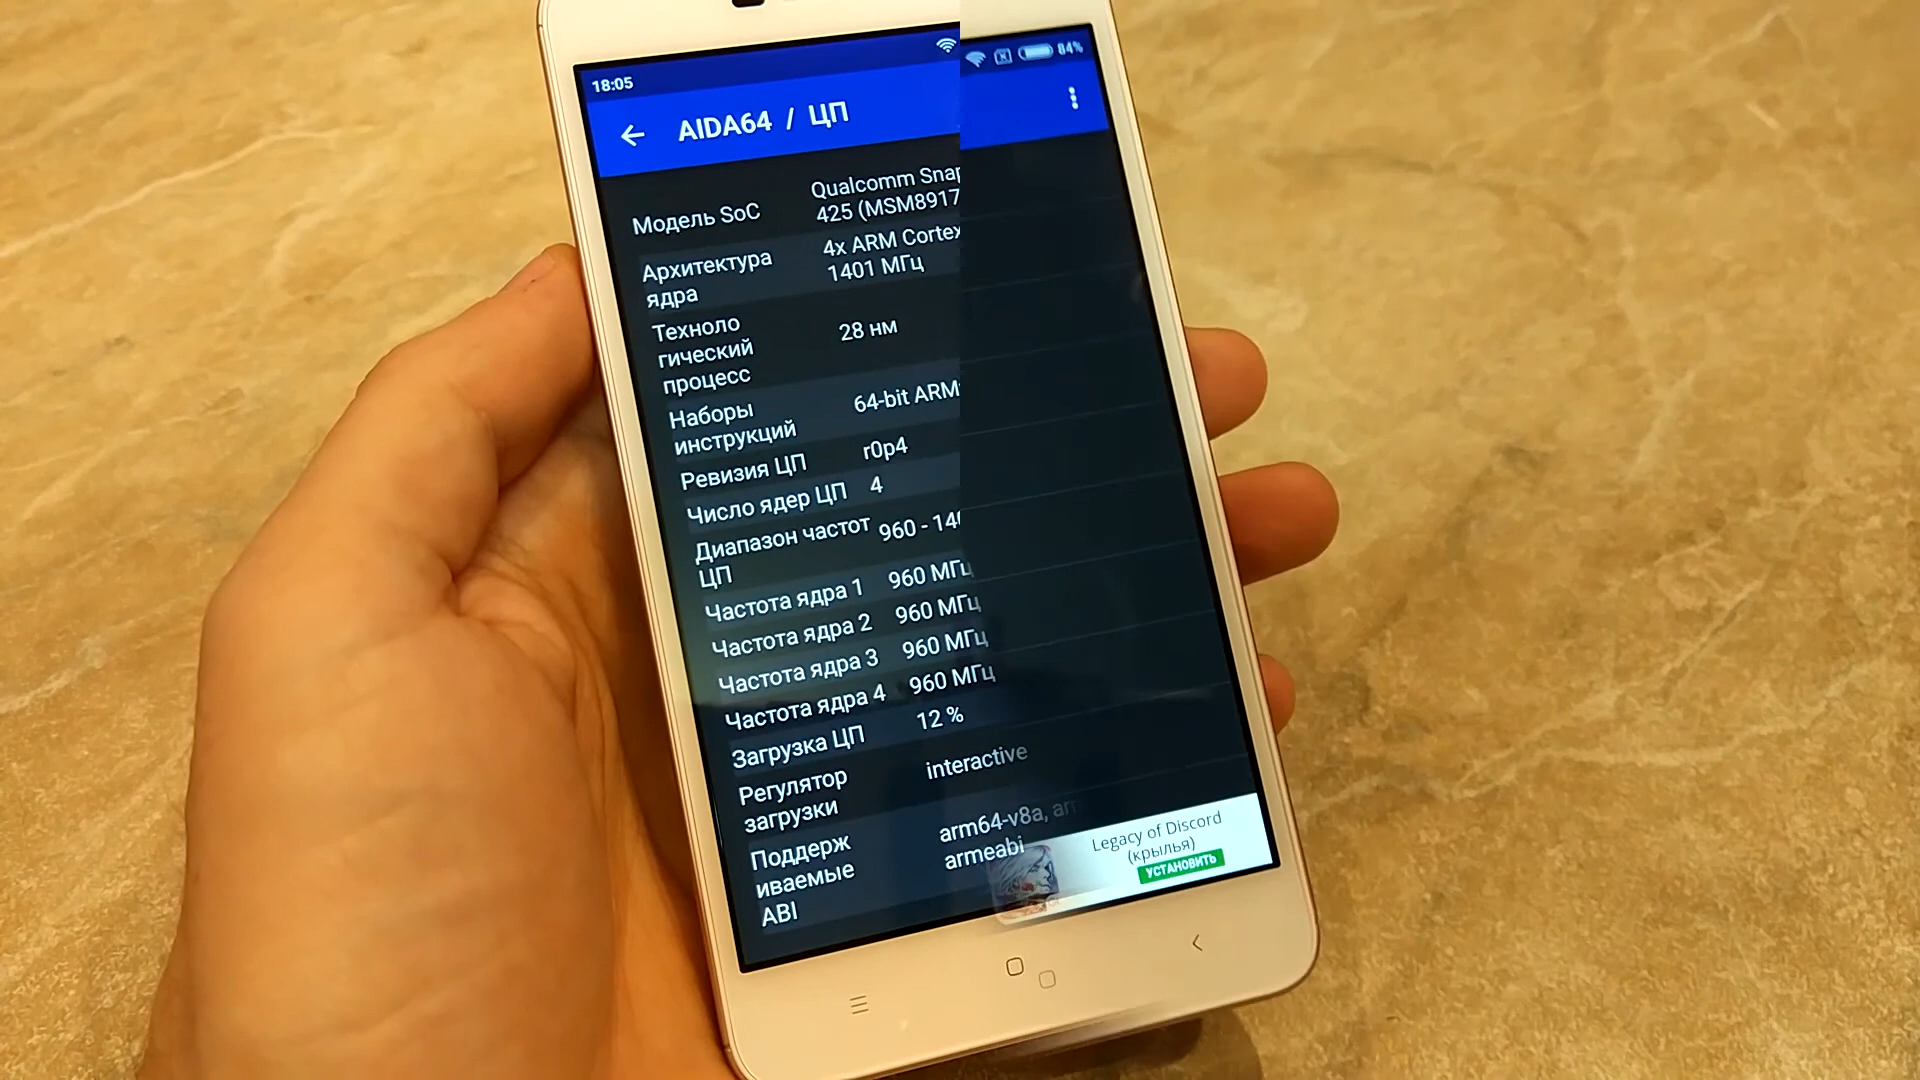 18:05
84%
AIDA64 / ЦП
Модель SoC
Qualcomm Snap
425 (MSM8917
Архитектура
ядра
4x ARM Cortex
1401 МГц
Техноло
гический
процесс
28 нм
Наборы
инструкций
64-bit ARM
Ревизия ЦП
r0p4
Число ядер ЦП
4
Диапазон частот
ЦП
960 - 140
Частота ядра 1
960 МГц
Частота ядра 2
960 МГц
Частота ядра 3
960 МГц
Частота ядра 4
960 МГц
Загрузка ЦП
12 %
Регулятор
загрузки
interactive
Поддерж
иваемые
ABI
arm64-v8a, arm
armeabi
Legacy of Discord
(крылья)
УСТАНОВИТЬ